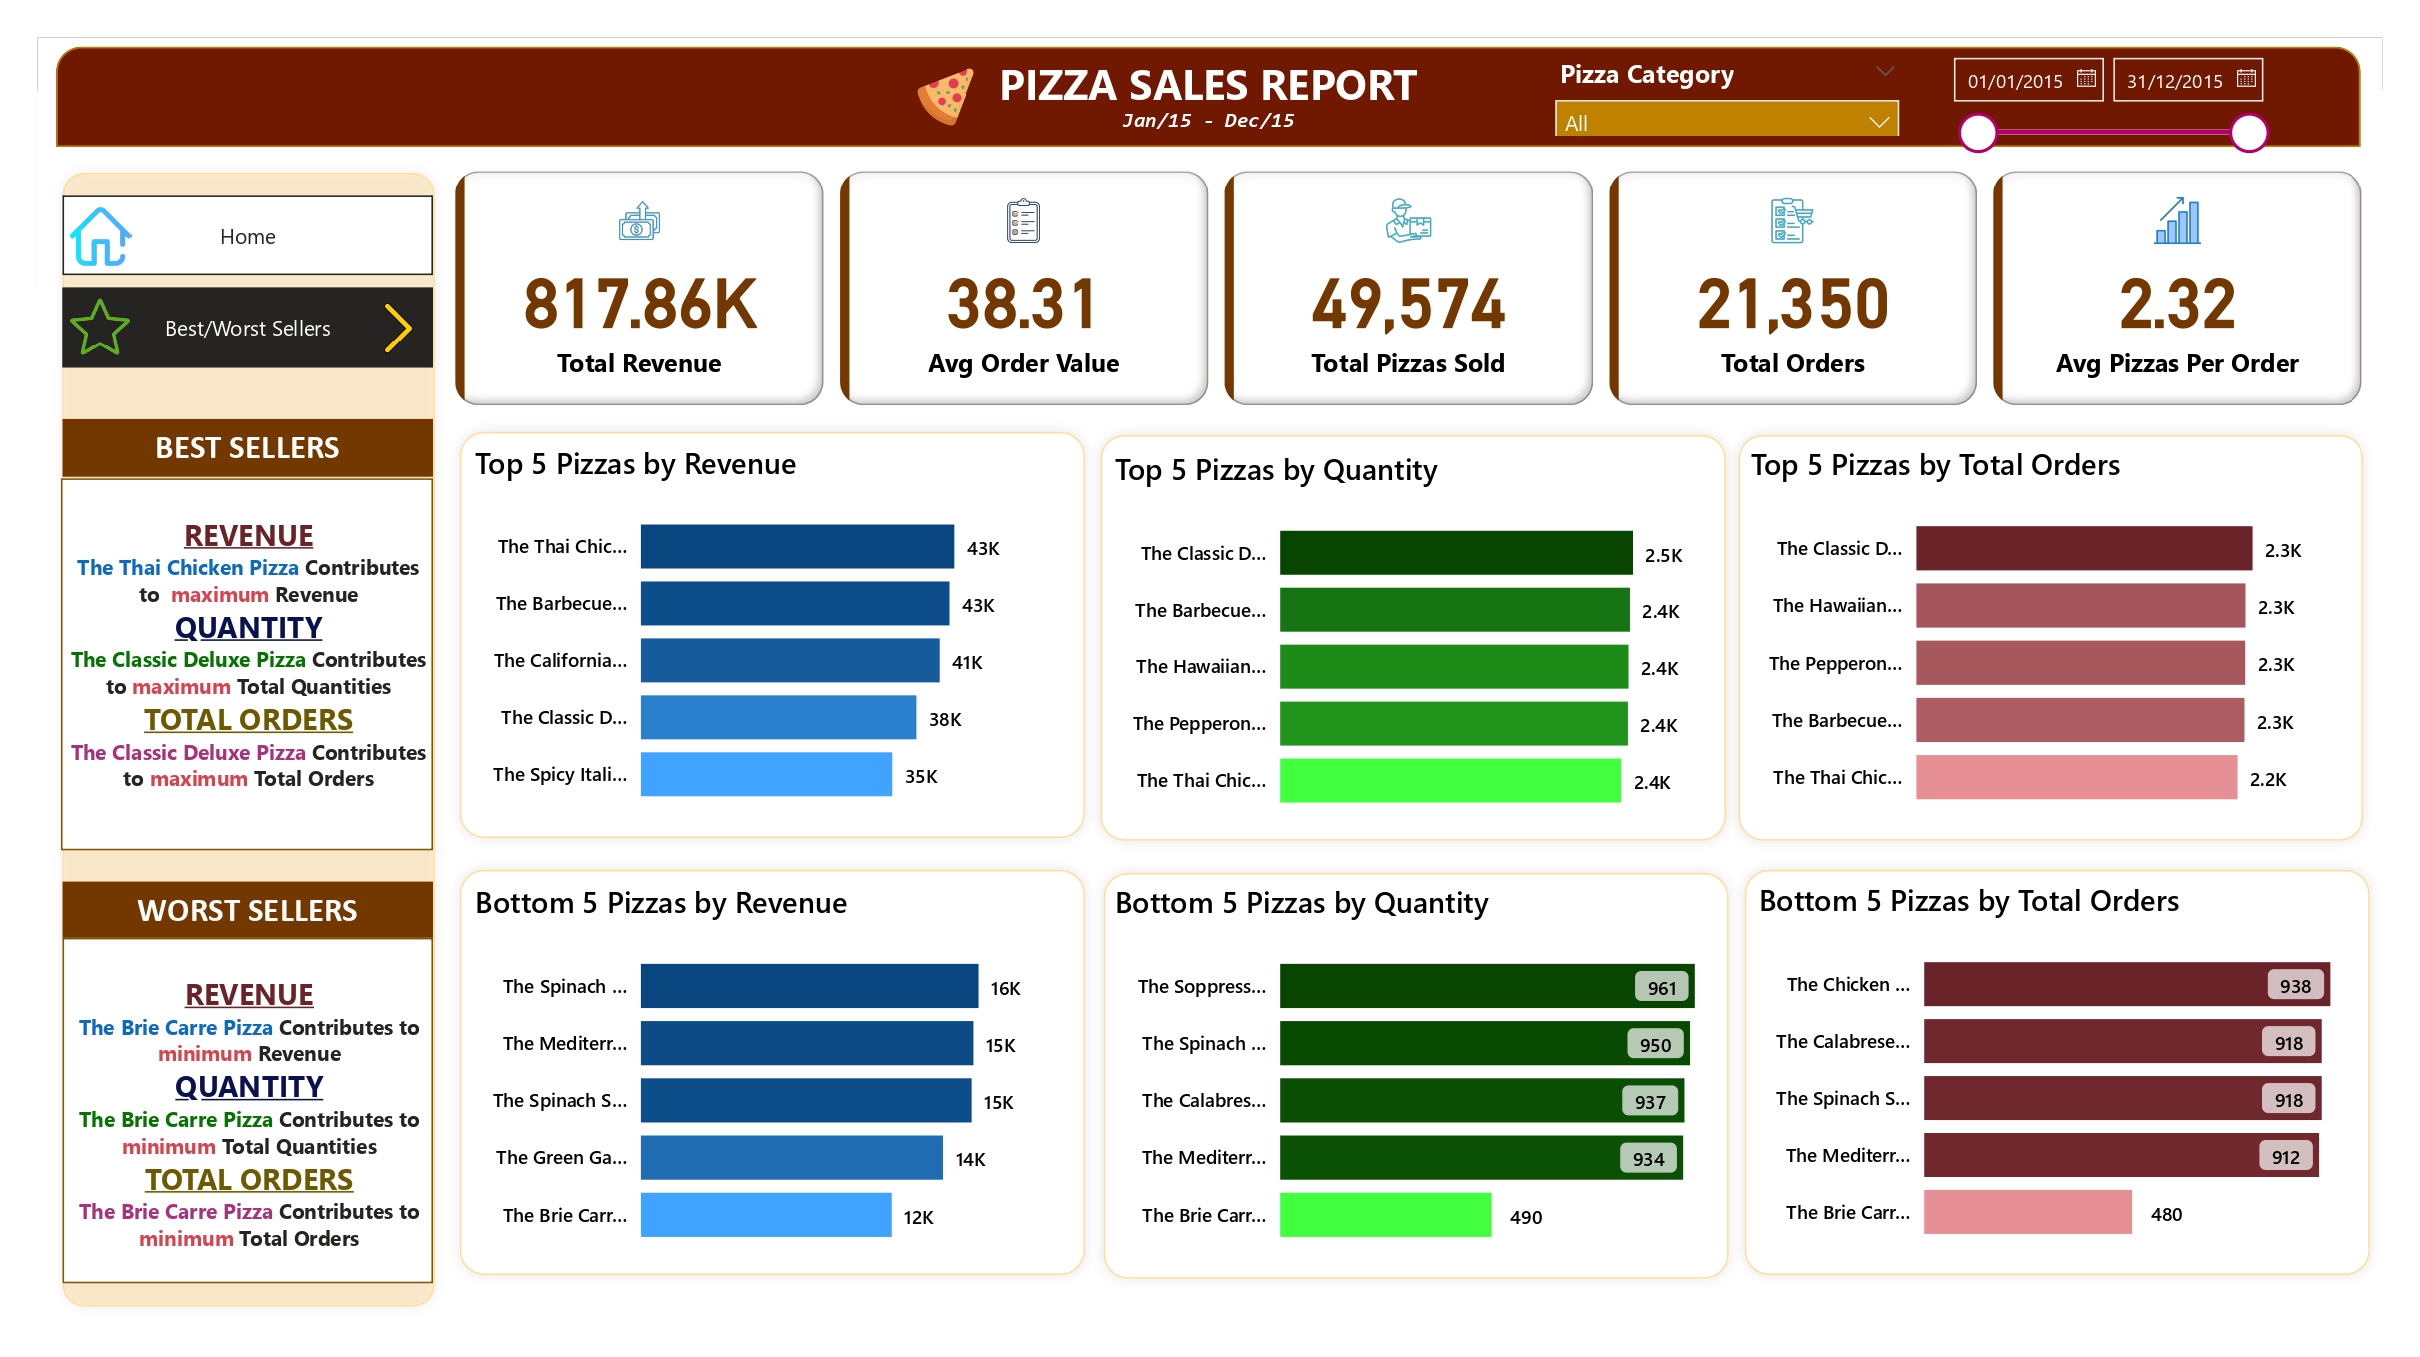 PIZZA SALES REPORT
Jan/15 - Dec/15
Pizza Category
All
01/01/2015
31/12/2015
Home
Best/Worst Sellers
817.86K
Total Revenue
38.31
Avg Order Value
49,574
Total Pizzas Sold
21,350
Total Orders
2.32
Avg Pizzas Per Order
BEST SELLERS
REVENUE
The Thai Chicken Pizza Contributes
to maximum Revenue
QUANTITY
The Classic Deluxe Pizza Contributes
to maximum Total Quantities
TOTAL ORDERS
The Classic Deluxe Pizza Contributes
to maximum Total Orders
WORST SELLERS
REVENUE
The Brie Carre Pizza Contributes to
minimum Revenue
QUANTITY
The Brie Carre Pizza Contributes to
minimum Total Quantities
TOTAL ORDERS
The Brie Carre Pizza Contributes to
minimum Total Orders
Top 5 Pizzas by Revenue
The Thai Chic... 43K
The Barbecue... 43K
The California... 41K
The Classic D... 38K
The Spicy Itali... 35K
Top 5 Pizzas by Quantity
The Classic D... 2.5K
The Barbecue... 2.4K
The Hawaiian... 2.4K
The Pepperon... 2.4K
The Thai Chic... 2.4K
Top 5 Pizzas by Total Orders
The Classic D... 2.3K
The Hawaiian... 2.3K
The Pepperon... 2.3K
The Barbecue... 2.3K
The Thai Chic... 2.2K
Bottom 5 Pizzas by Revenue
The Spinach ... 16K
The Mediterr... 15K
The Spinach S... 15K
The Green Ga... 14K
The Brie Carr... 12K
Bottom 5 Pizzas by Quantity
The Soppress... 961
The Spinach ... 950
The Calabres... 937
The Mediterr... 934
The Brie Carr... 490
Bottom 5 Pizzas by Total Orders
The Chicken ... 938
The Calabrese... 918
The Spinach S... 918
The Mediterr... 912
The Brie Carr... 480